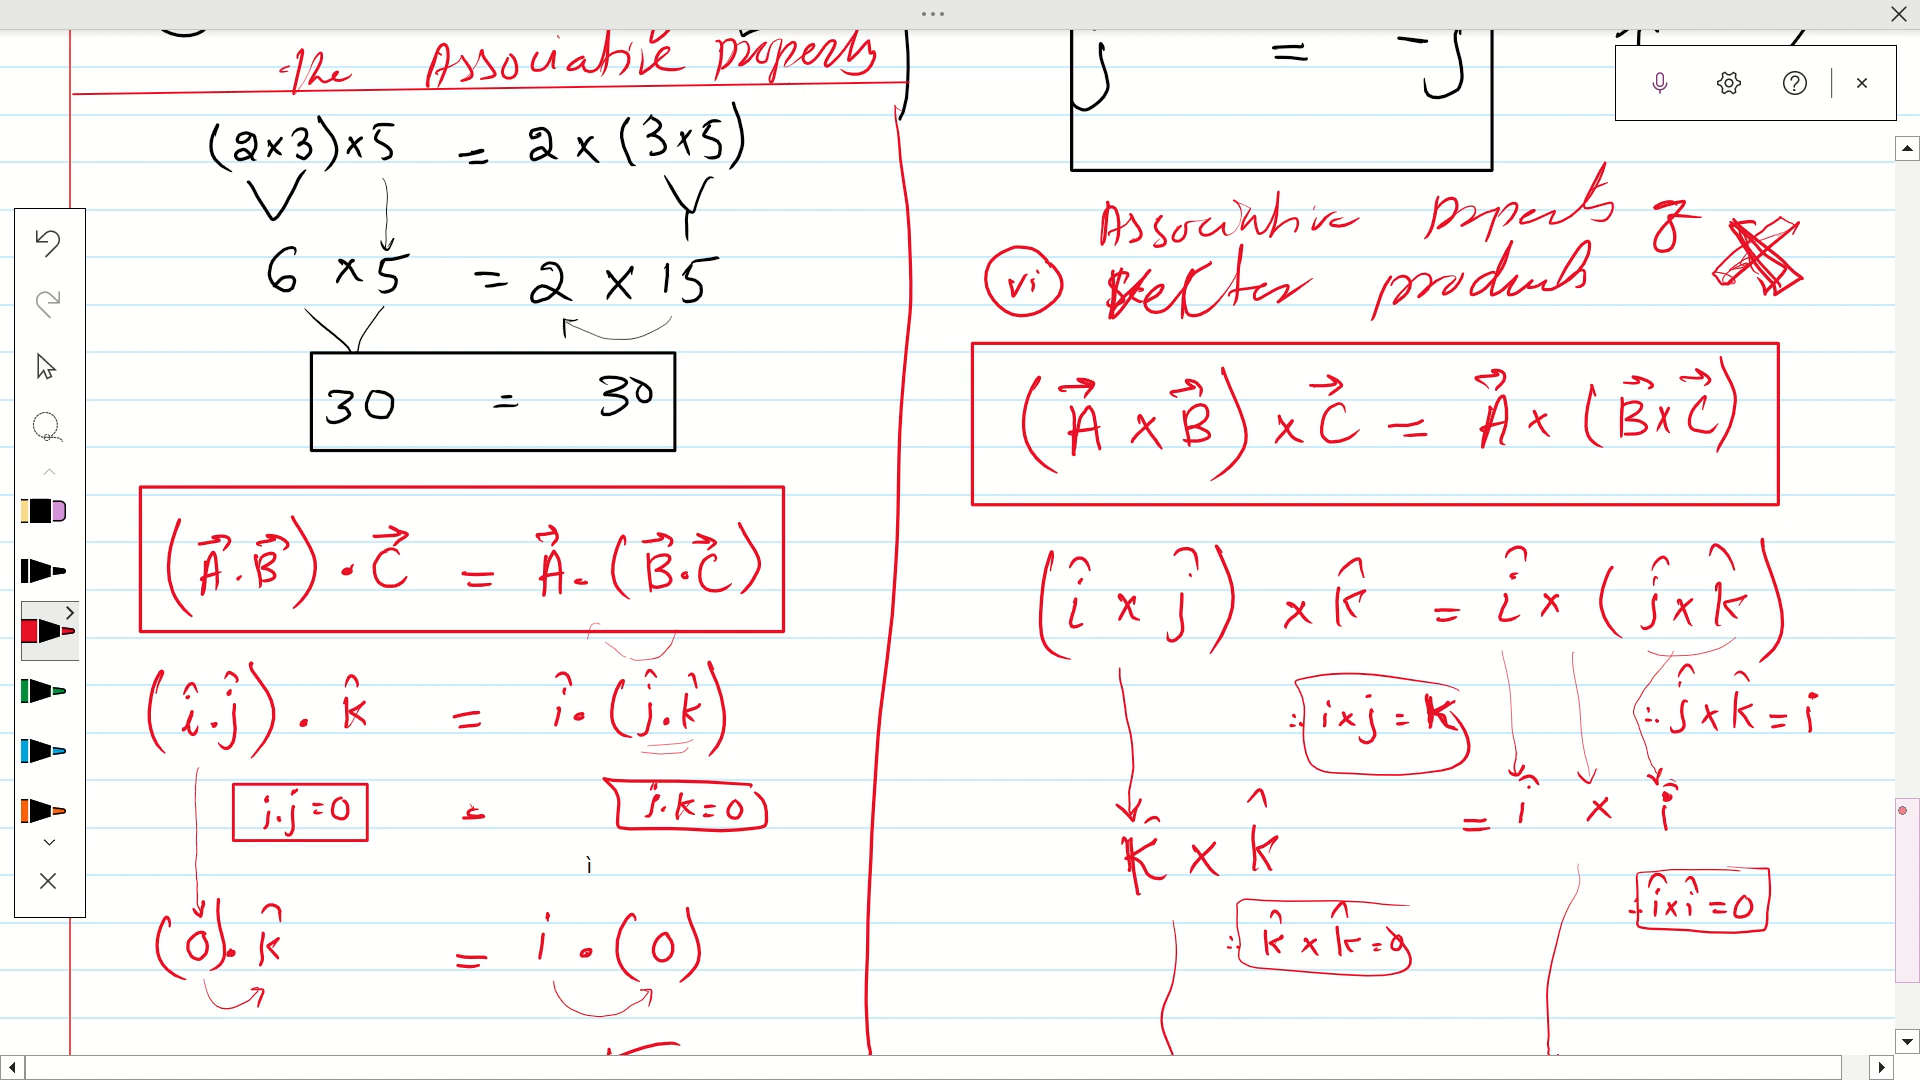 the Associative property
(2×3)×5 = 2×(3×5)
6 ×5 = 2 × 15
30 = 30
(A⃗.B⃗)·C⃗ = A⃗·(B⃗·C⃗)
(î.ĵ).k̂ = î·(ĵ.k̂)
i.j=0 = j.k=0
i
(0).k̂ = i·(0)
j = -j
Associative property of
vi vector products
(A⃗ × B⃗) × C⃗ = A⃗ × (B⃗×C⃗)
(î × ĵ) × k̂ = î × (ĵ×k̂)
∴ i×j = k ∴ ĵ×k̂ = i
k̂ × k̂ = î × î
∴ k̂ × k̂ = 0 ∴ î×î = 0